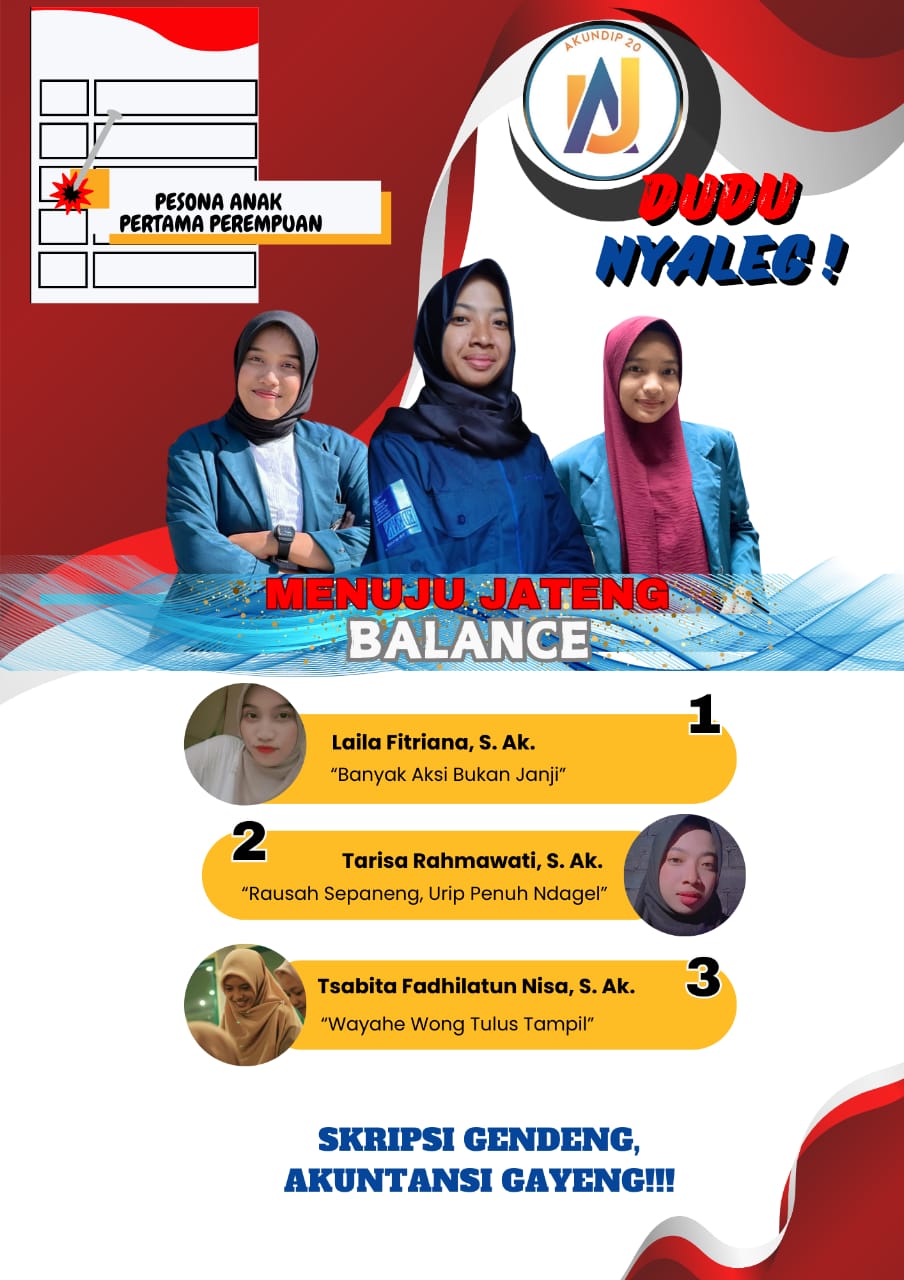 AKUNDIP 20
DUDU
NYALEG !
PESONA ANAK
PERTAMA PEREMPUAN
MENUJU JATENG
BALANCE
1
Laila Fitriana, S. Ak.
“Banyak Aksi Bukan Janji”
2
Tarisa Rahmawati, S. Ak.
“Rausah Sepaneng, Urip Penuh Ndagel”
3
Tsabita Fadhilatun Nisa, S. Ak.
“Wayahe Wong Tulus Tampil”
SKRIPSI GENDENG,
AKUNTANSI GAYENG!!!